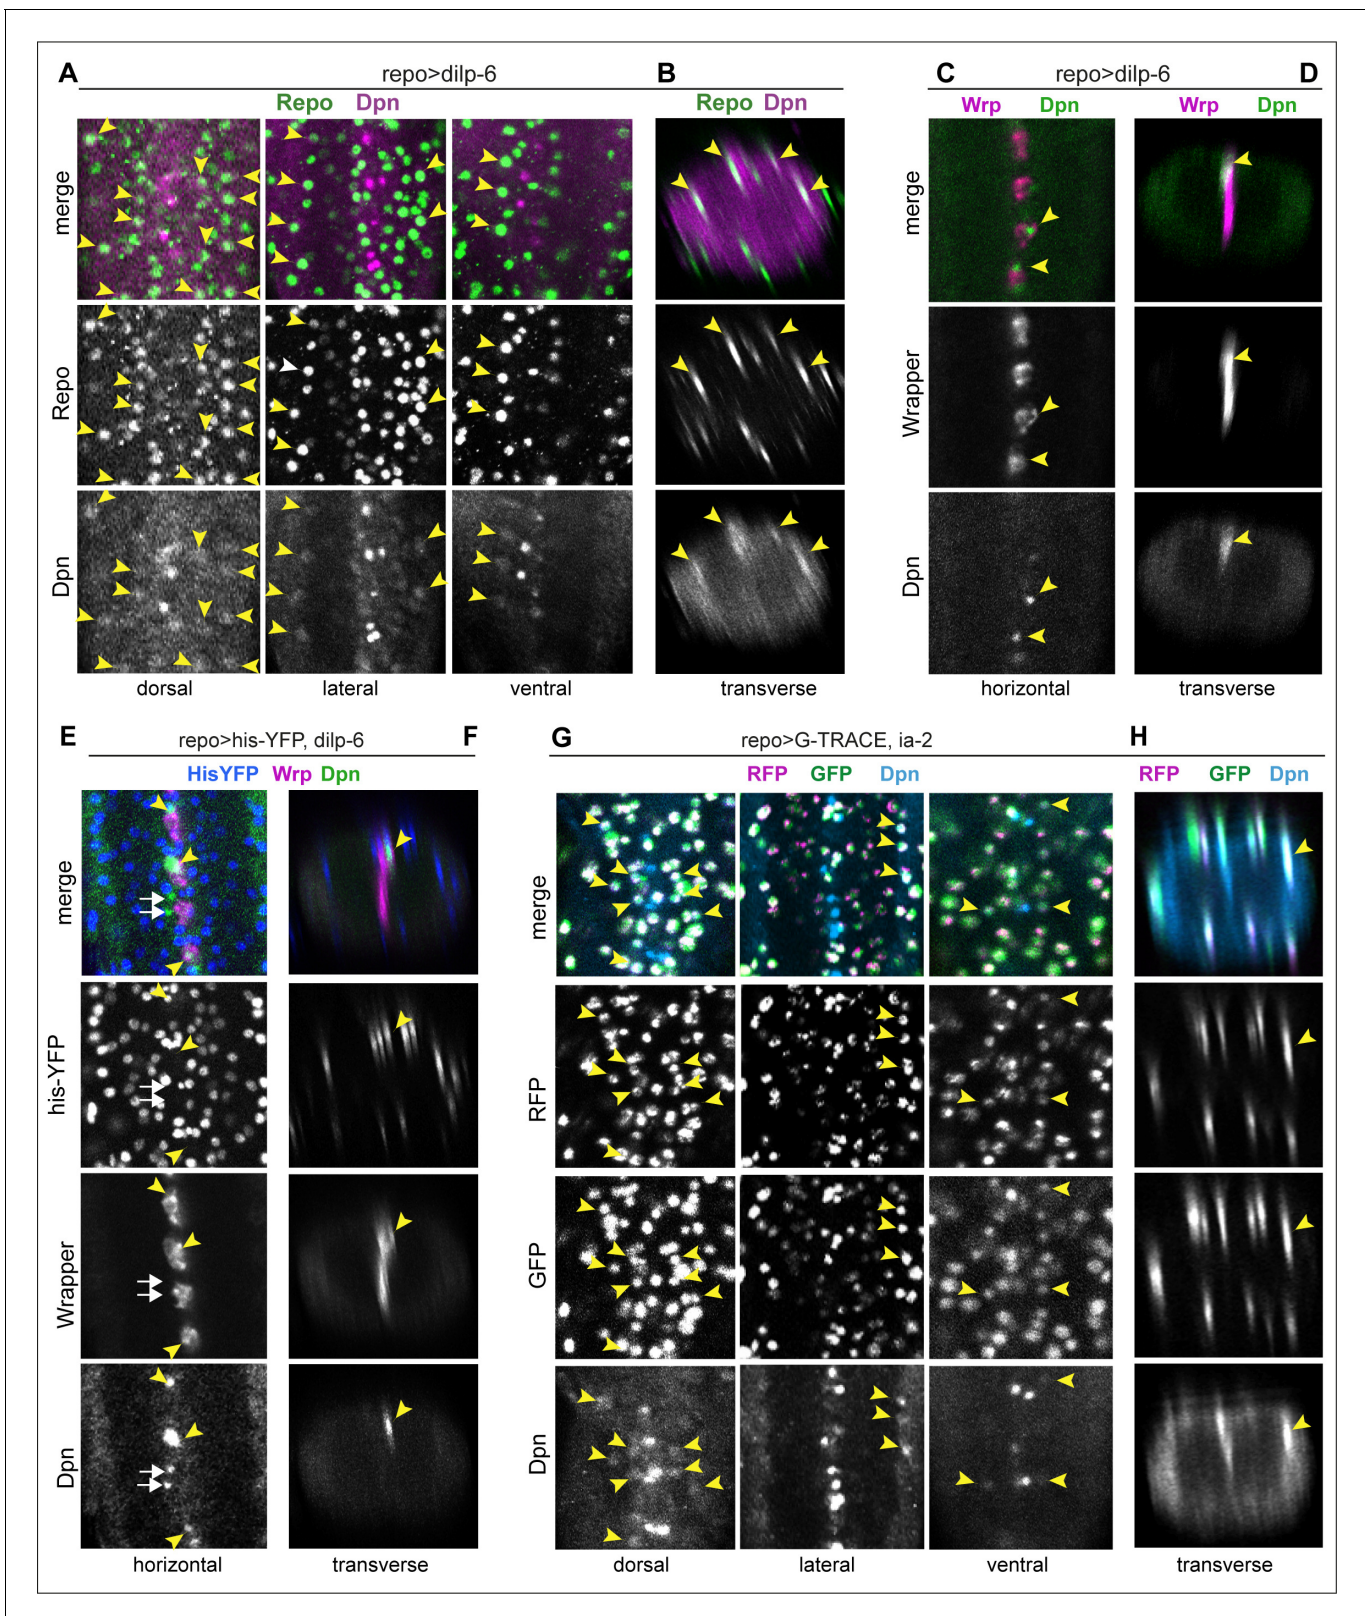 A repo>dilp-6 B
Repo Dpn
Repo Dpn
merge
Repo
Dpn
dorsal
lateral
ventral
transverse
C repo>dilp-6 D
Wrp Dpn
Wrp Dpn
merge
Wrapper
Dpn
horizontal
transverse
E repo>his-YFP, dilp-6 F
HisYFP Wrp Dpn
merge
his-YFP
Wrapper
Dpn
horizontal
transverse
G repo>G-TRACE, ia-2 H
RFP GFP Dpn
RFP GFP Dpn
merge
RFP
GFP
Dpn
dorsal
lateral
ventral
transverse